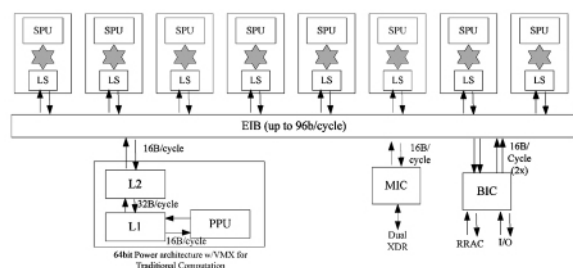 SPU SPU SPU SPU SPU SPU SPU SPU
LS LS LS LS LS LS LS LS
EIB (up to 96b/cycle)
16B/cycle
L2
32B/cycle
L1
PPU
16B/cycle
64bit Power architecture w/VMX for
Traditional Computation
16B/
cycle
MIC
Dual
XDR
16B/
Cycle
(2x)
BIC
RRAC I/O